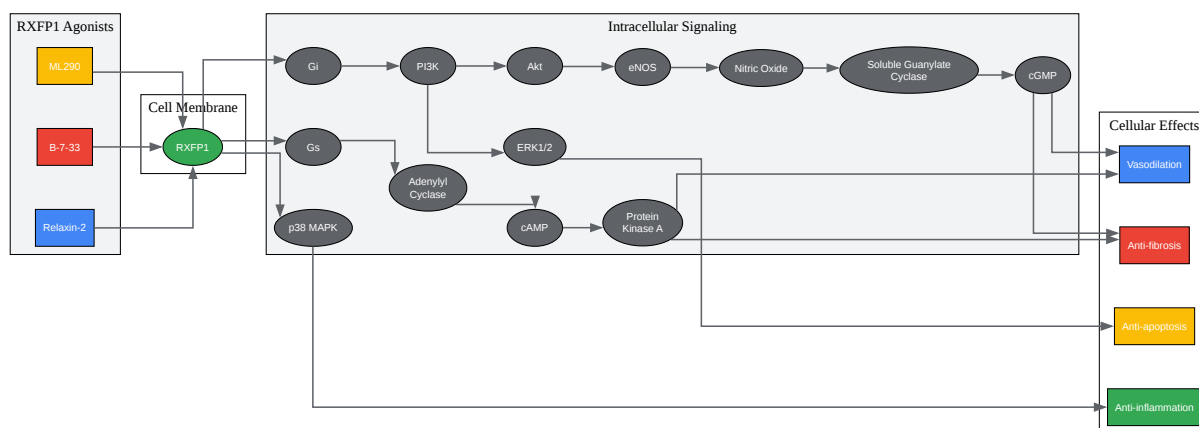 RXFP1 Agonists
Intracellular Signaling
ML290
Gi
PI3K
Akt
eNOS
Nitric Oxide
Soluble Guanylate
Cyclase
cGMP
Cell Membrane
Cellular Effects
B-7-33
RXFP1
Gs
ERK1/2
Vasodilation
Adenylyl
Cyclase
Relaxin-2
p38 MAPK
cAMP
Protein
Kinase A
Anti-fibrosis
Anti-apoptosis
Anti-inflammation